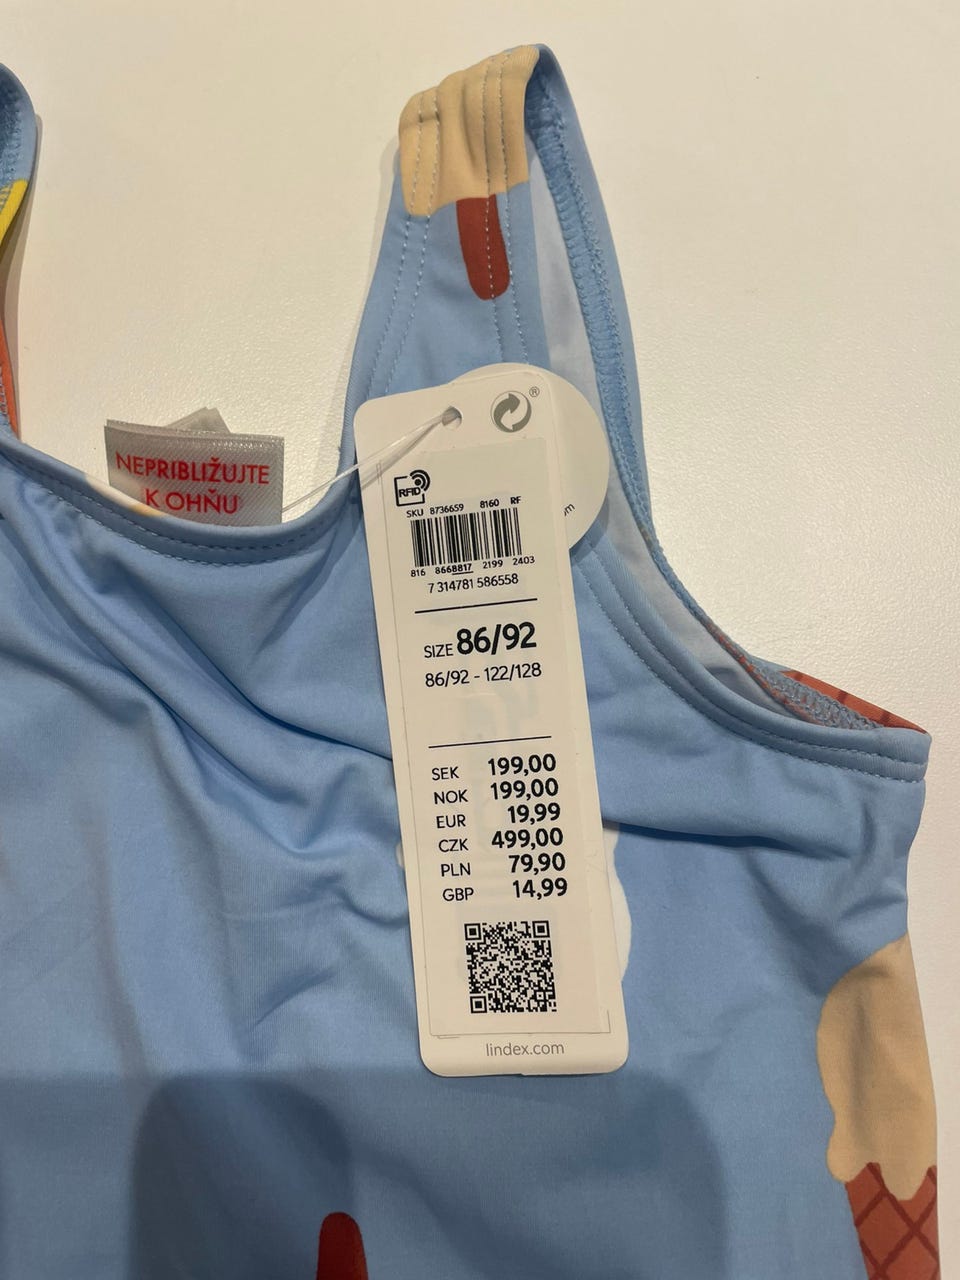 NEPRIBLIŽUJTE
K OHŇU
®
RFID
SKU 8736659 8160 RF
816 8668817 2199 2403
7 314781 586558
SIZE 86/92
86/92 - 122/128
SEK 199,00
NOK 199,00
EUR 19,99
CZK 499,00
PLN 79,90
GBP 14,99
lindex.com